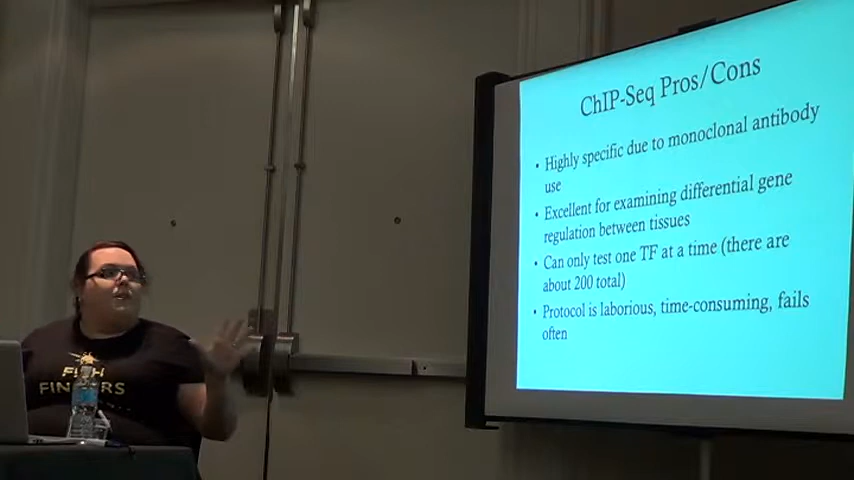 ChIP-Seq Pros/Cons
• Highly specific due to monoclonal antibody
use
• Excellent for examining differential gene
regulation between tissues
• Can only test one TF at a time (there are
about 200 total)
• Protocol is laborious, time-consuming, fails
often
FISH
FINGERS